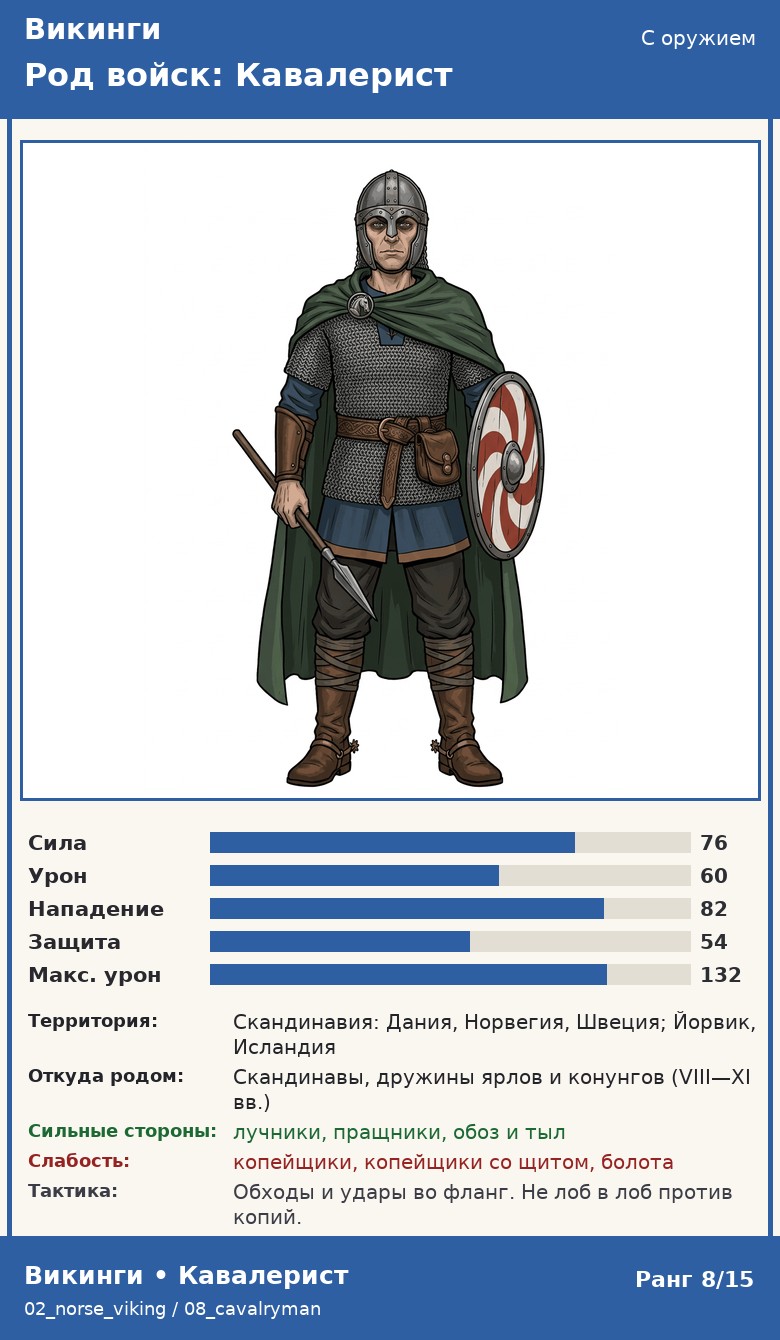 Викинги
С оружием
Род войск: Кавалерист
Сила 76
Урон 60
Нападение 82
Защита 54
Макс. урон 132
Территория: Скандинавия: Дания, Норвегия, Швеция; Йорвик,
Исландия
Откуда родом: Скандинавы, дружины ярлов и конунгов (VIII—XI
вв.)
Сильные стороны: лучники, пращники, обоз и тыл
Слабость: копейщики, копейщики со щитом, болота
Тактика: Обходы и удары во фланг. Не лоб в лоб против
копий.
Викинги • Кавалерист
Ранг 8/15
02_norse_viking / 08_cavalryman